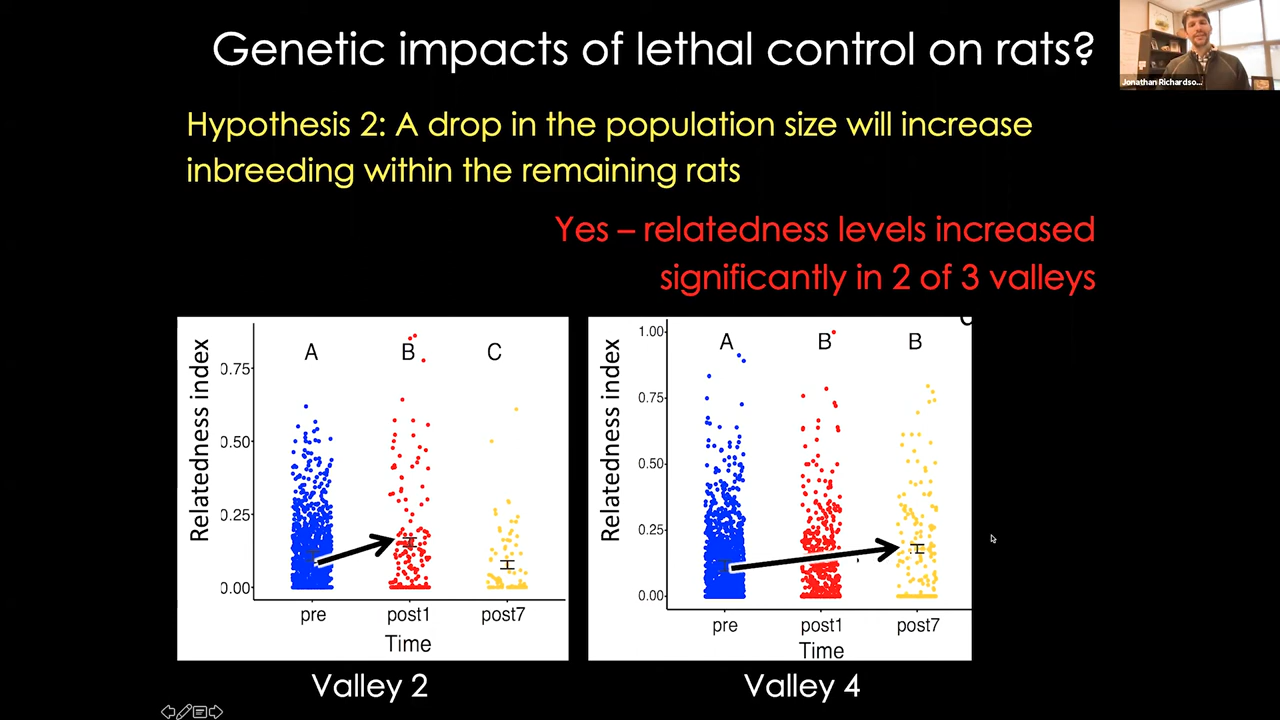 Genetic impacts of lethal control on rats?
Jonathan Richardso...
Hypothesis 2: A drop in the population size will increase
inbreeding within the remaining rats
Yes – relatedness levels increased
significantly in 2 of 3 valleys
Relatedness index
A B C
0.75
0.50
0.25
0.00
pre post1 post7
Time
Valley 2
Relatedness index
A B B
1.00
0.75
0.50
0.25
0.00
pre post1 post7
Time
Valley 4